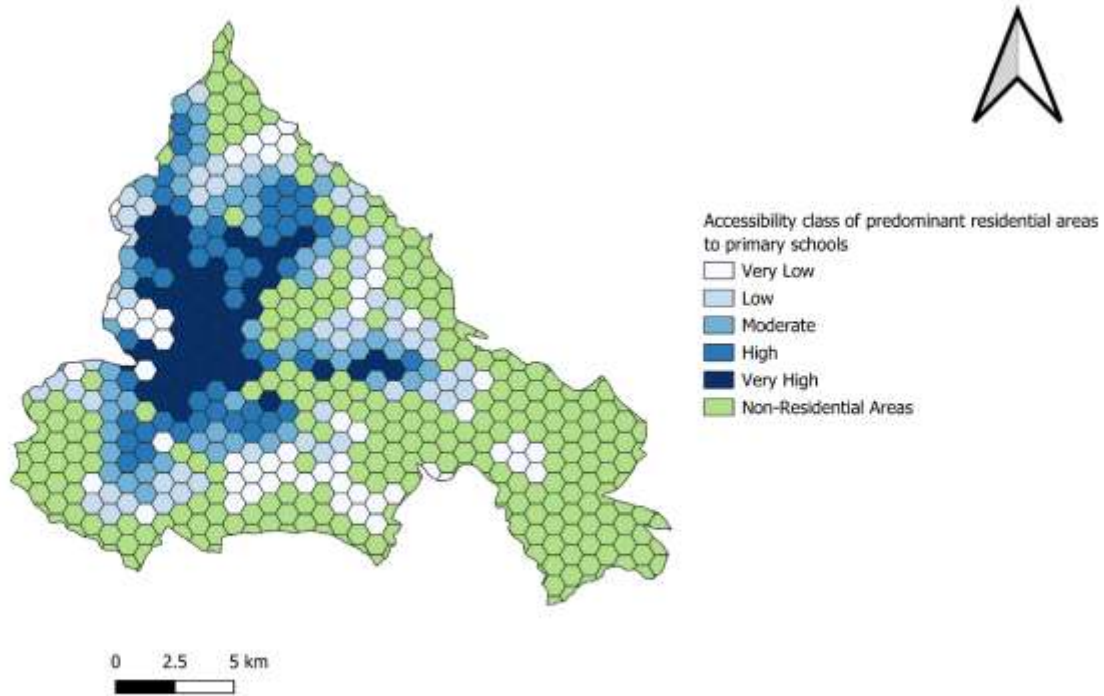 Accessibility class of predominant residential areas
to primary schools
Very Low
Low
Moderate
High
Very High
Non-Residential Areas
0 2.5 5 km